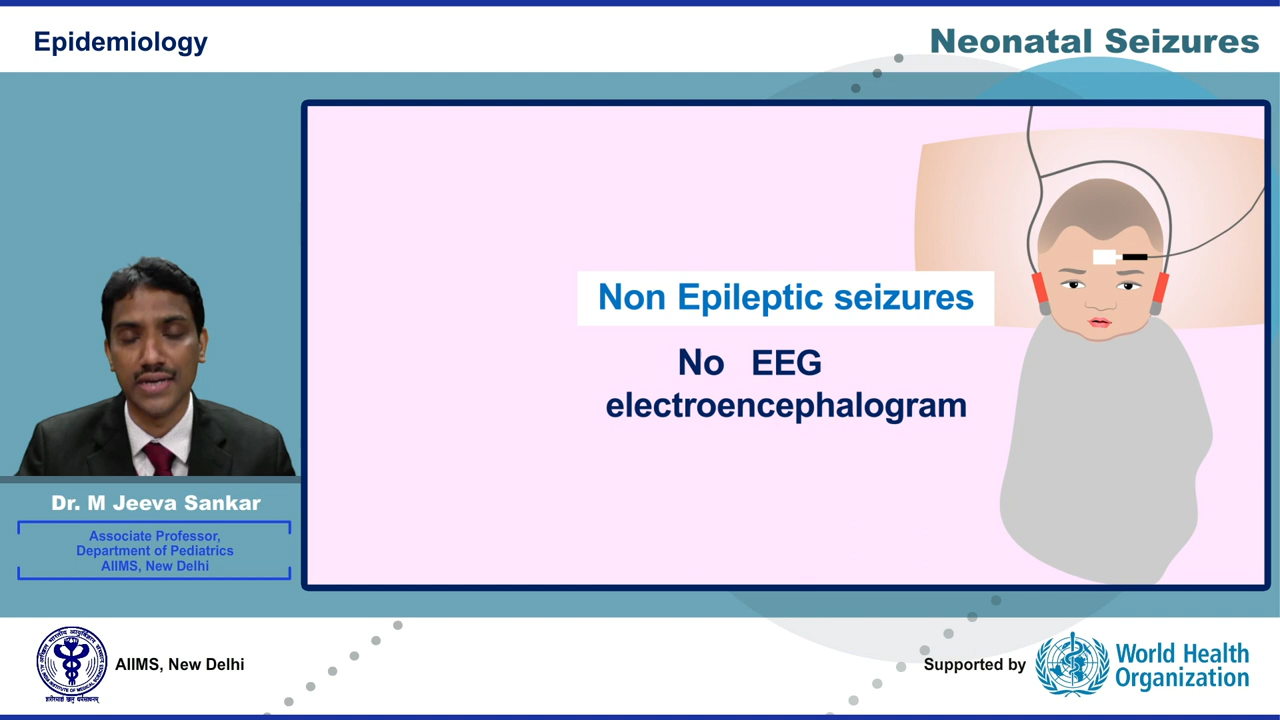 Epidemiology
Neonatal Seizures
Non Epileptic seizures
No EEG
electroencephalogram
Dr. M Jeeva Sankar
Associate Professor,
Department of Pediatrics
AIIMS, New Delhi
AIIMS, New Delhi
Supported by
World Health
Organization